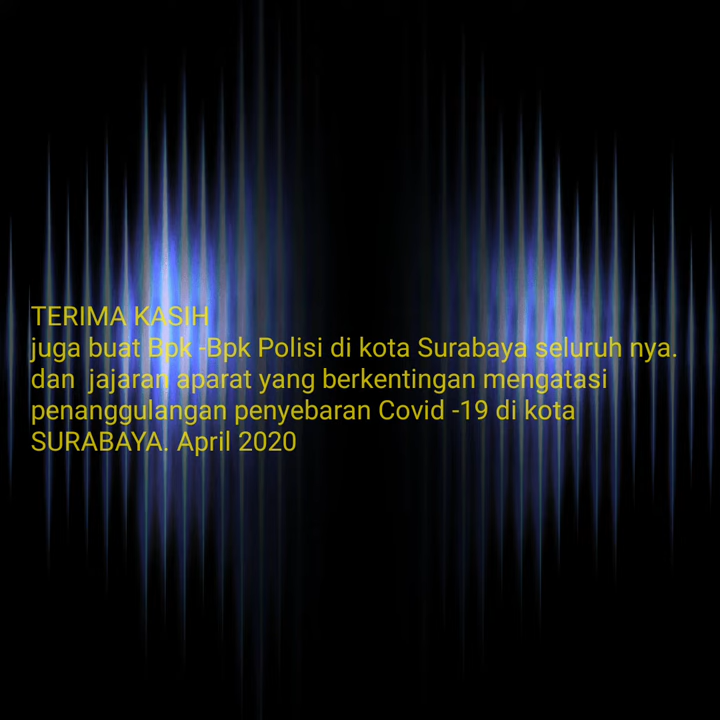 TERIMA KASIH
juga buat Bpk -Bpk Polisi di kota Surabaya seluruh nya.
dan  jajaran aparat yang berkentingan mengatasi
penanggulangan penyebaran Covid -19 di kota
SURABAYA. April 2020